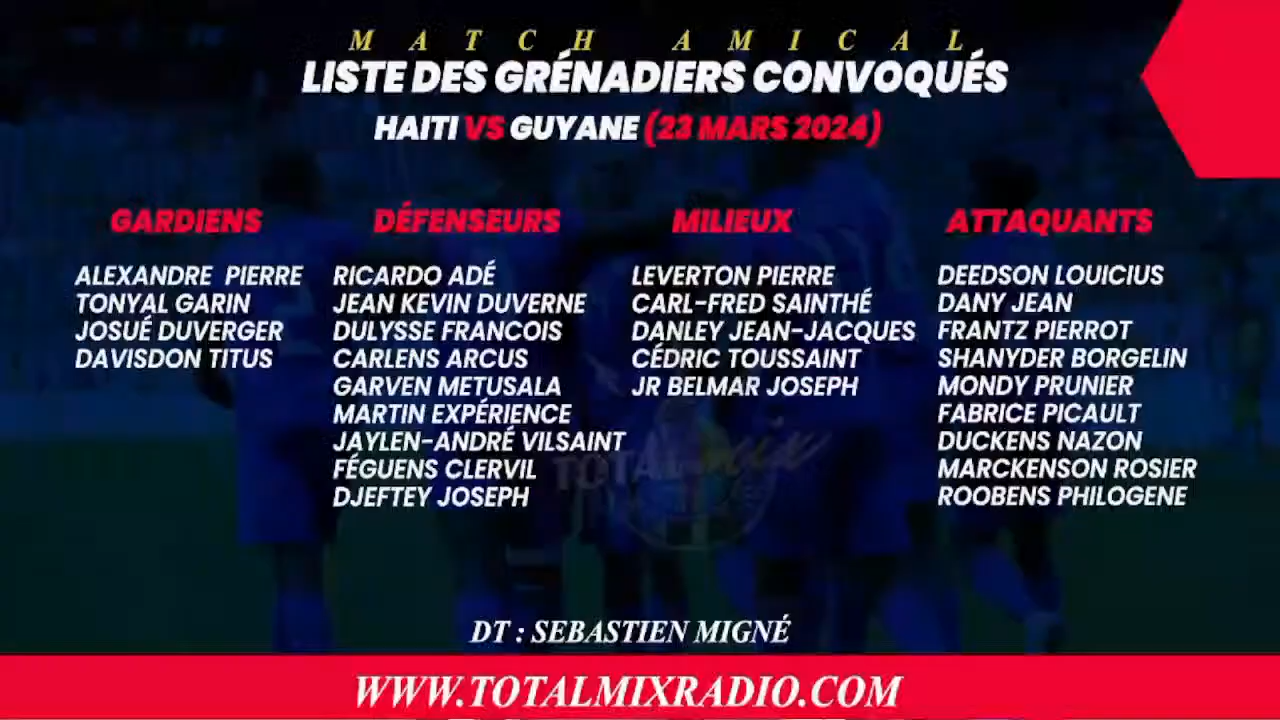 MATCH AMICAL
LISTE DES GRÉNADIERS CONVOQUÉS
HAITI VS GUYANE (23 MARS 2024)
GARDIENS
ALEXANDRE PIERRE
TONYAL GARIN
JOSUÉ DUVERGER
DAVISDON TITUS
DÉFENSEURS
RICARDO ADÉ
JEAN KEVIN DUVERNE
DULYSSE FRANCOIS
CARLENS ARCUS
GARVEN METUSALA
MARTIN EXPÉRIENCE
JAYLEN-ANDRÉ VILSAINT
FÉGUENS CLERVIL
DJEFTEY JOSEPH
MILIEUX
LEVERTON PIERRE
CARL-FRED SAINTHÉ
DANLEY JEAN-JACQUES
CÉDRIC TOUSSAINT
JR BELMAR JOSEPH
ATTAQUANTS
DEEDSON LOUICIUS
DANY JEAN
FRANTZ PIERROT
SHANYDER BORGELIN
MONDY PRUNIER
FABRICE PICAULT
DUCKENS NAZON
MARCKENSON ROSIER
ROOBENS PHILOGENE
TOTAL mix
DT : SEBASTIEN MIGNÉ
WWW.TOTALMIXRADIO.COM